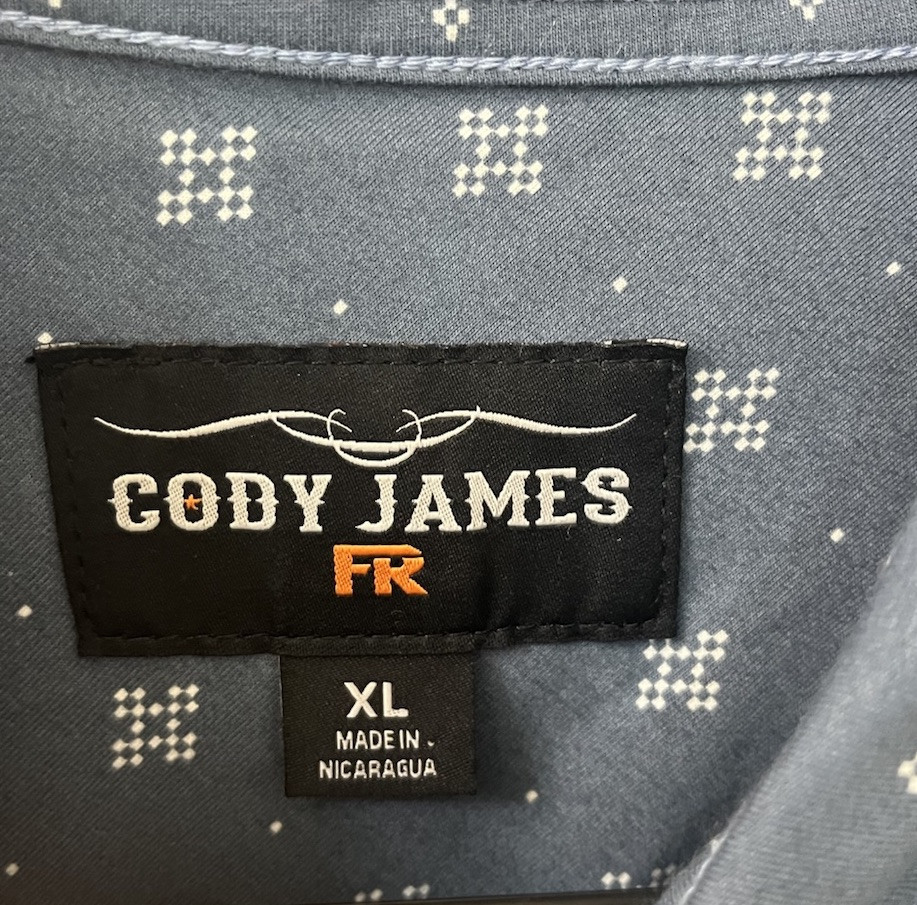 CODY JAMES
FR
XL
MADE IN
NICARAGUA